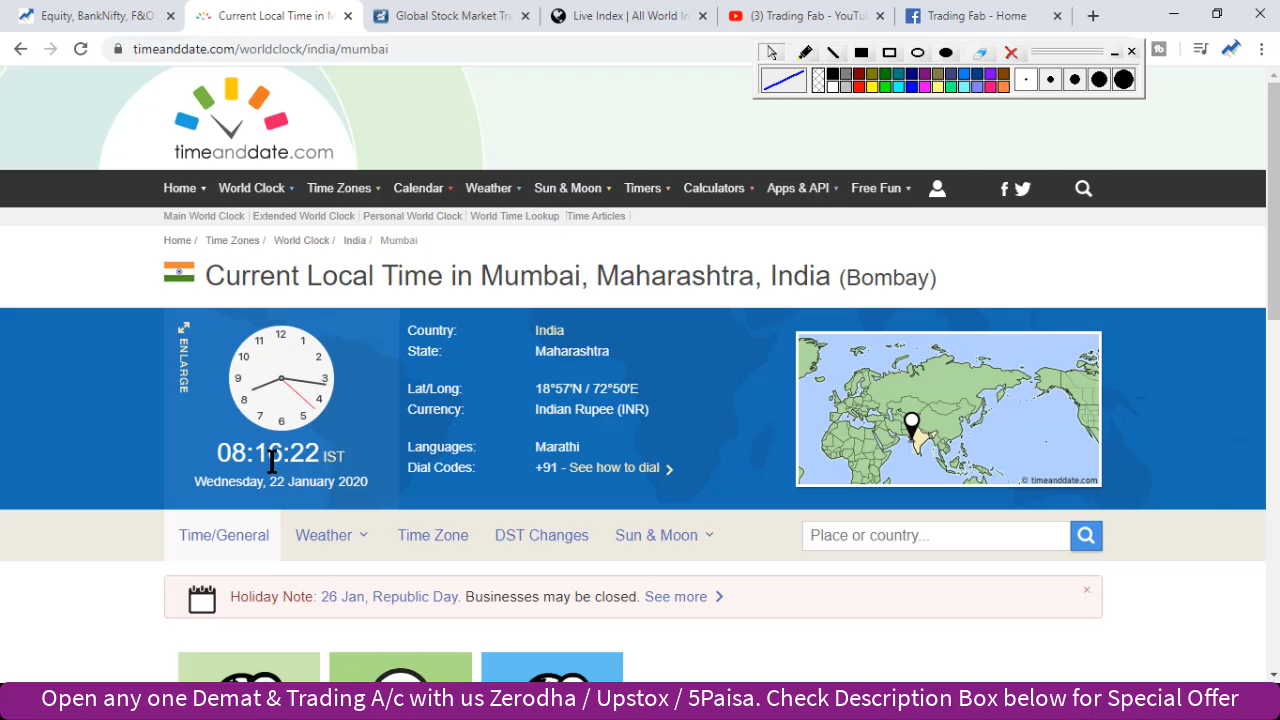 Equity, BankNifty, F&O
Current Local Time in M
Global Stock Market Tr
Live Index | All World In
(3) Trading Fab - YouTu
Trading Fab - Home
timeanddate.com/worldclock/india/mumbai
timeanddate.com
Home
World Clock
Time Zones
Calendar
Weather
Sun & Moon
Timers
Calculators
Apps & API
Free Fun
Main World Clock
Extended World Clock
Personal World Clock
World Time Lookup
Time Articles
Home / Time Zones / World Clock / India / Mumbai
Current Local Time in Mumbai, Maharashtra, India (Bombay)
ENLARGE
12
1
2
3
4
5
6
7
8
9
10
11
08:16:22 IST
Wednesday, 22 January 2020
Country: India
State: Maharashtra
Lat/Long: 18°57'N / 72°50'E
Currency: Indian Rupee (INR)
Languages: Marathi
Dial Codes: +91 - See how to dial
© timeanddate.com
Time/General
Weather
Time Zone
DST Changes
Sun & Moon
Place or country...
Holiday Note: 26 Jan, Republic Day. Businesses may be closed. See more
Open any one Demat & Trading A/c with us Zerodha / Upstox / 5Paisa. Check Description Box below for Special Offer